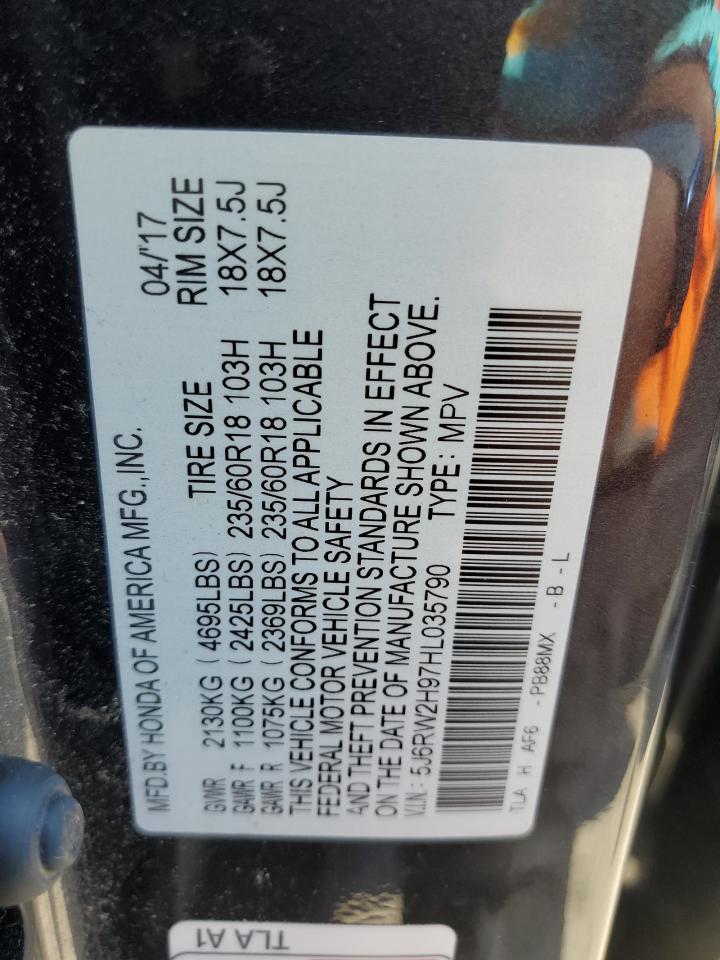 MFD.BY HONDA OF AMERICA MFG.,INC. 04/'17
TIRE SIZE RIM SIZE
GVWR 2130KG ( 4695LBS)
GAWR F 1100KG ( 2425LBS) 235/60R18 103H 18X7.5J
GAWR R 1075KG ( 2369LBS) 235/60R18 103H 18X7.5J
THIS VEHICLE CONFORMS TO ALL APPLICABLE
FEDERAL MOTOR VEHICLE SAFETY
AND THEFT PREVENTION STANDARDS IN EFFECT
ON THE DATE OF MANUFACTURE SHOWN ABOVE.
V.I.N.: 5J6RW2H97HL035790 TYPE: MPV
TLA H AF6 -PB88MX -B-L
TLA A1